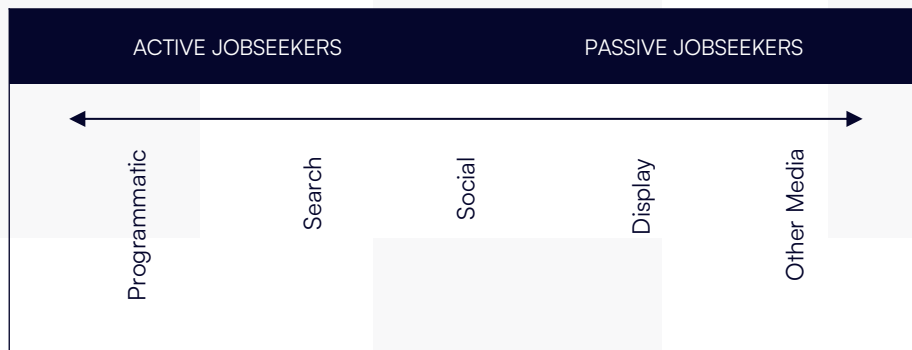 ACTIVE JOBSEEKERS
PASSIVE JOBSEEKERS
Programmatic
Search
Social
Display
Other Media